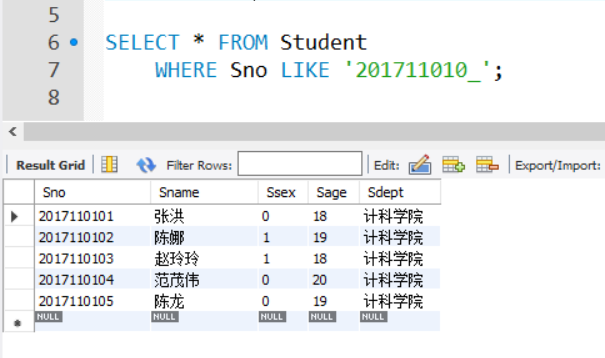 5
6 SELECT * FROM Student
7 WHERE Sno LIKE '201711010_';
8
Result Grid Filter Rows: Edit: Export/Import:
Sno Sname Ssex Sage Sdept
2017110101 张洪 0 18 计科学院
2017110102 陈娜 1 19 计科学院
2017110103 赵玲玲 1 18 计科学院
2017110104 范茂伟 0 20 计科学院
2017110105 陈龙 0 19 计科学院
NULL NULL NULL NULL NULL